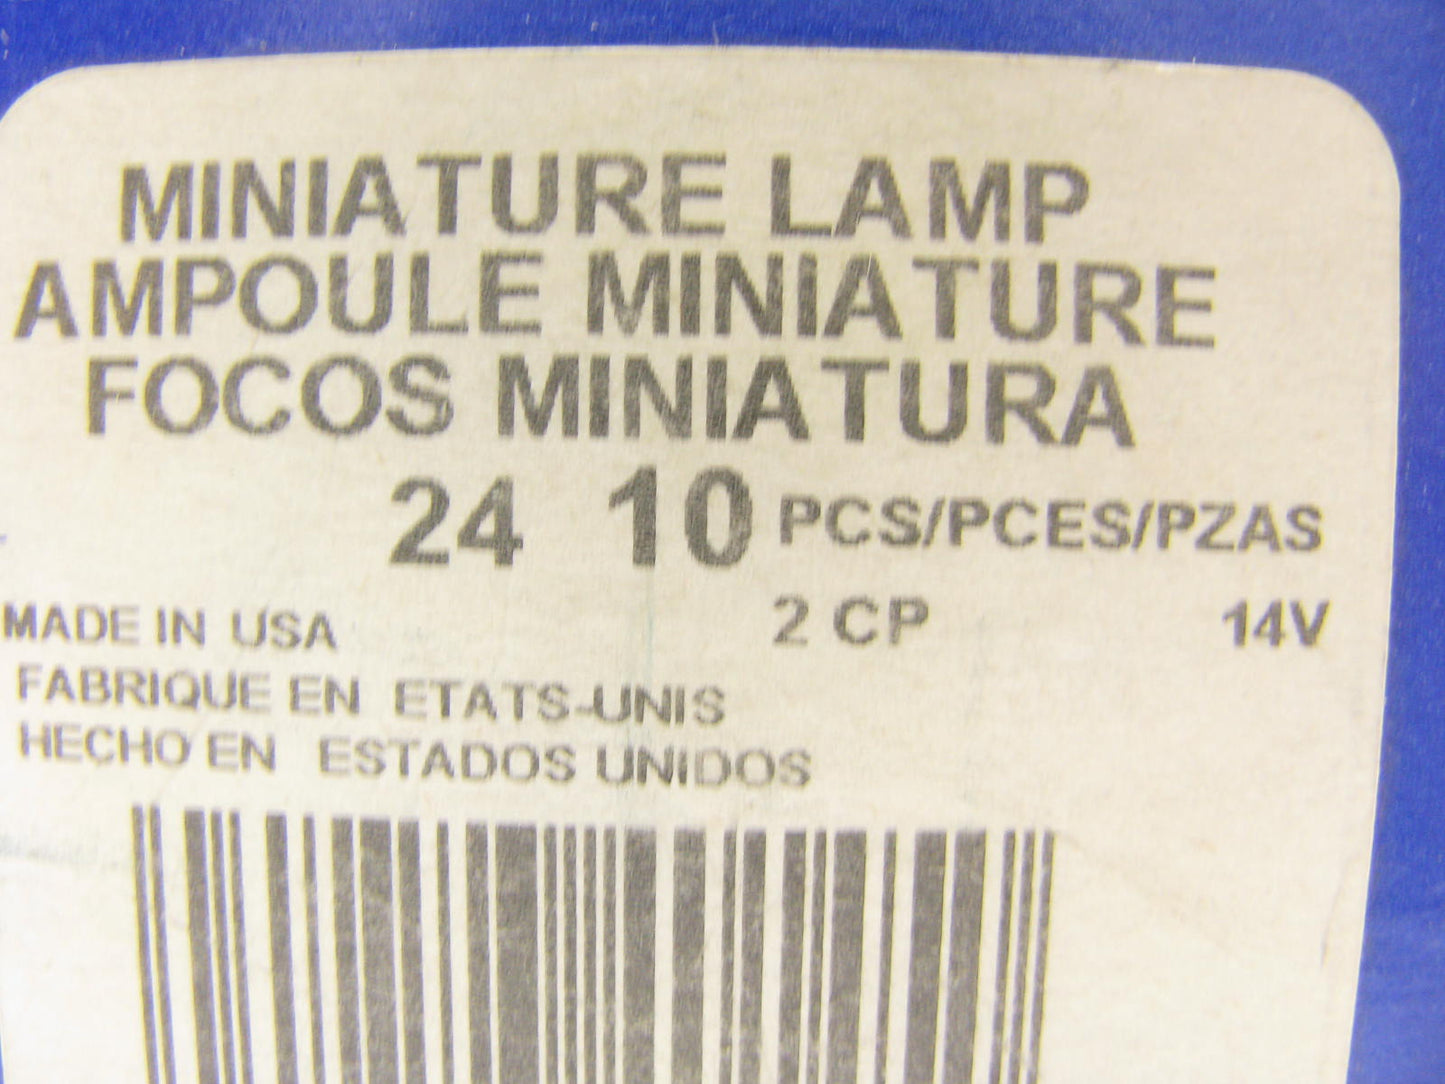 MINIATURE LAMP
AMPOULE MINIATURE
FOCOS MINIATURA
24 10 PCS/PCES/PZAS
MADE IN USA 2 CP 14V
FABRIQUE EN ETATS-UNIS
HECHO EN ESTADOS UNIDOS